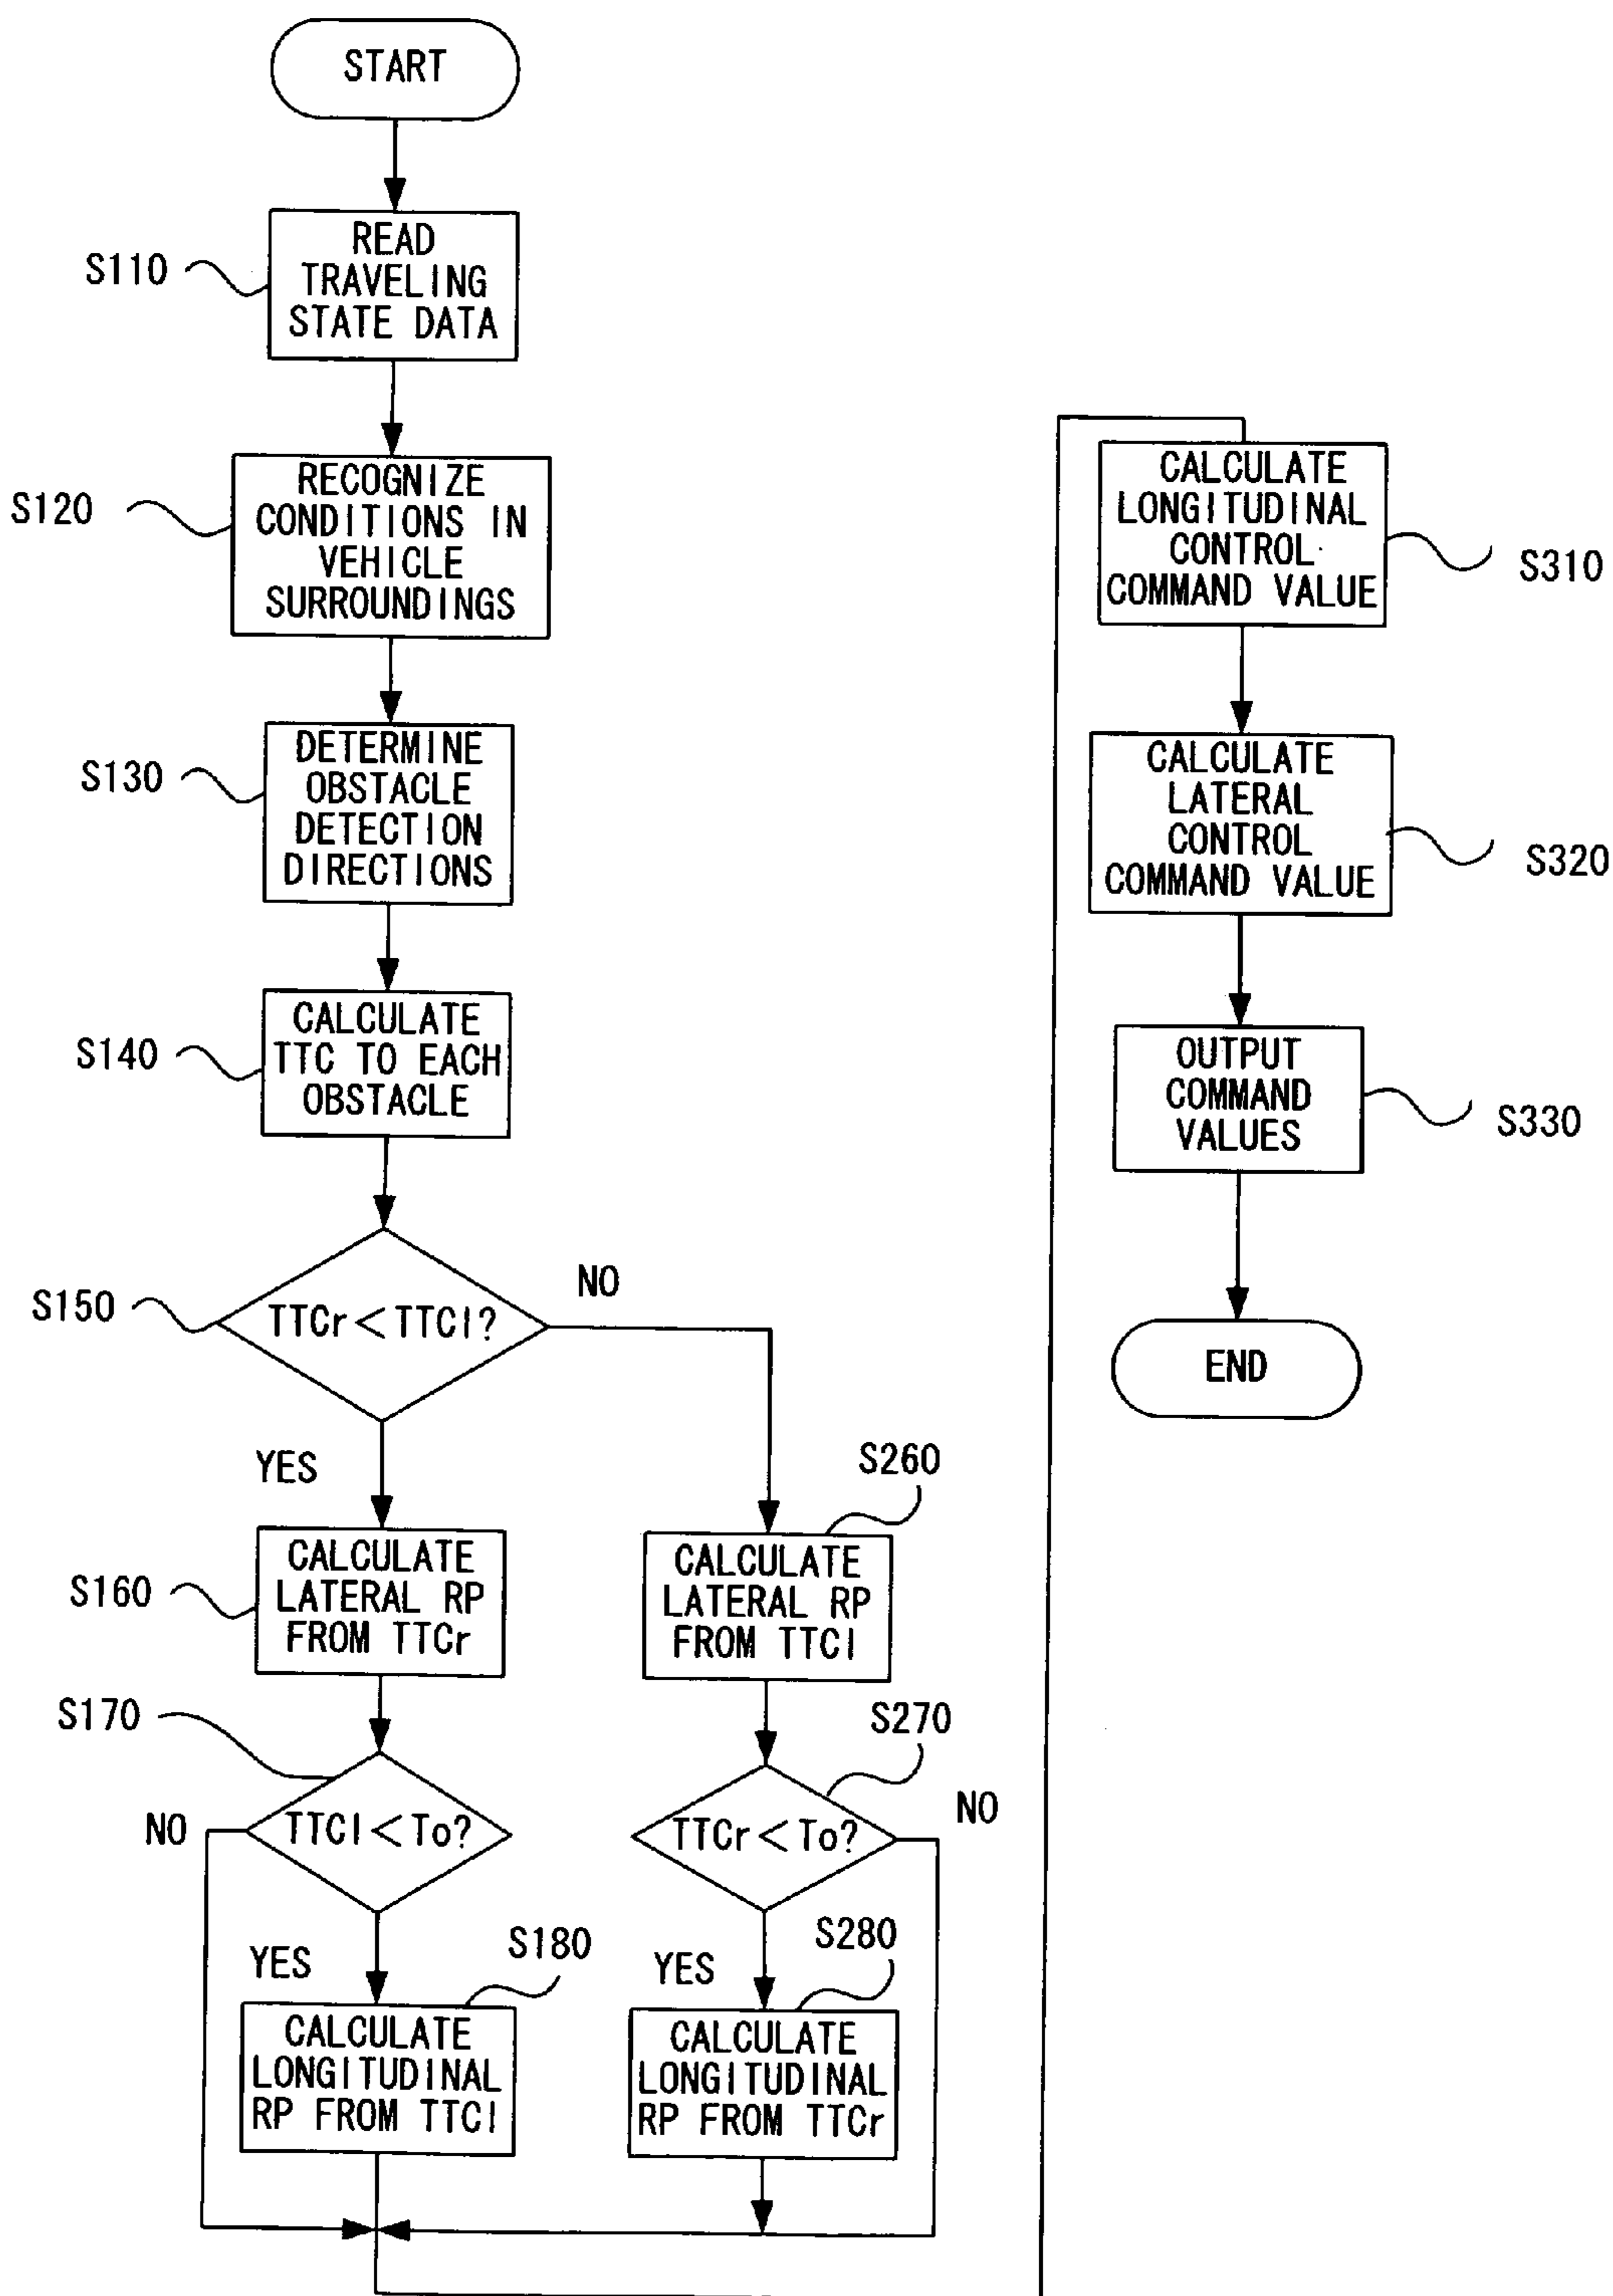 START
S110
READ
TRAVELING
STATE DATA
S120
RECOGNIZE
CONDITIONS IN
VEHICLE
SURROUNDINGS
S130
DETERMINE
OBSTACLE
DETECTION
DIRECTIONS
S140
CALCULATE
TTC TO EACH
OBSTACLE
S150
TTCr<TTCl?
NO
YES
S160
CALCULATE
LATERAL RP
FROM TTCr
S170
TTCl<To?
NO
YES
S180
CALCULATE
LONGITUDINAL
RP FROM TTCl
S260
CALCULATE
LATERAL RP
FROM TTCl
S270
TTCr<To?
NO
YES
S280
CALCULATE
LONGITUDINAL
RP FROM TTCr
CALCULATE
LONGITUDINAL
CONTROL
COMMAND VALUE
S310
CALCULATE
LATERAL
CONTROL
COMMAND VALUE
S320
OUTPUT
COMMAND
VALUES
S330
END